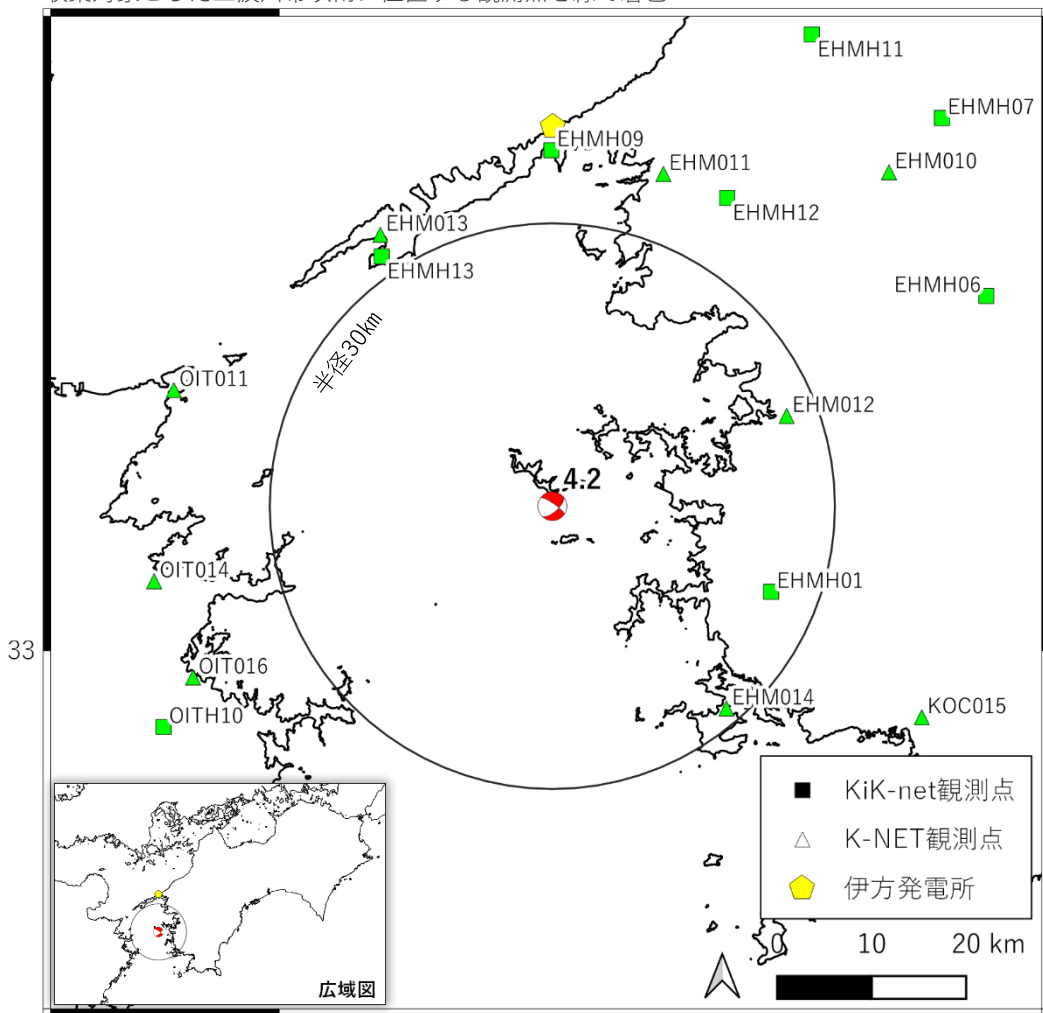 EHMH11
EHMH07
EHMH09
EHM011
EHM010
EHMH12
EHM013
EHMH13
EHMH06
半径30km
OIT011
EHM012
4.2
OIT014
EHMH01
33
OIT016
EHM014
KOC015
OITH10
KiK-net観測点
K-NET観測点
伊方発電所
0 10 20 km
広域図